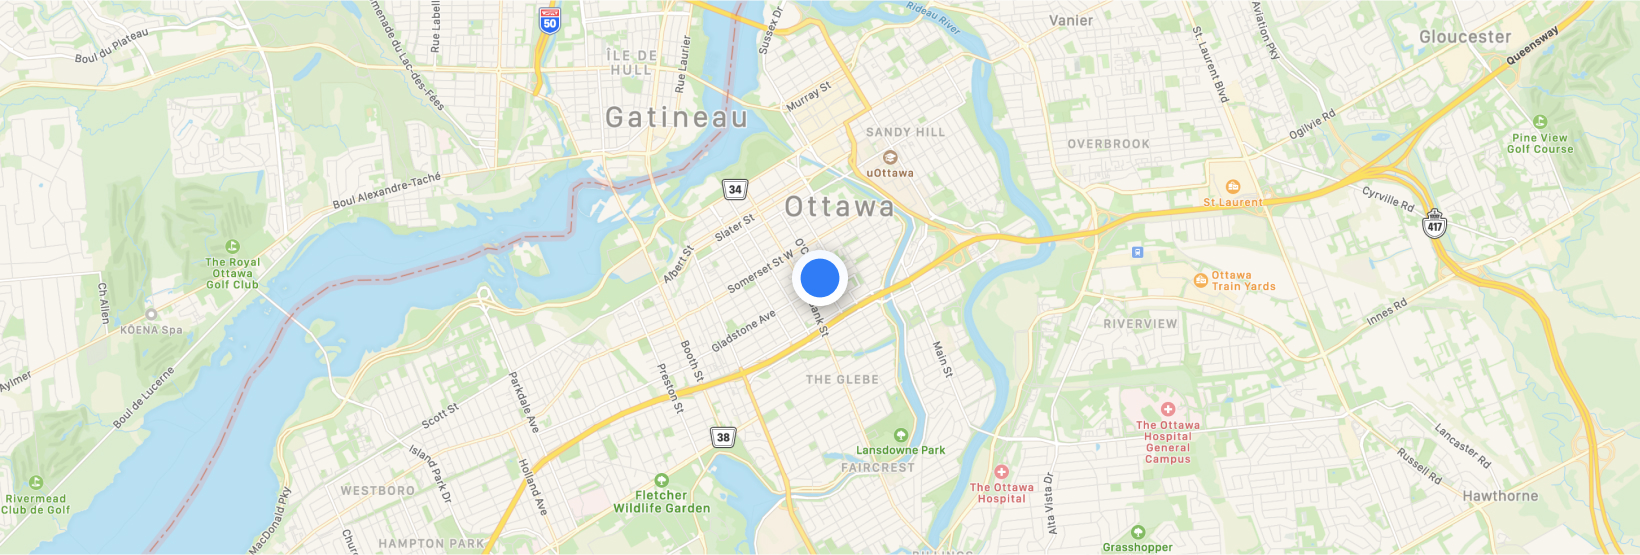 Boul du Plateau
Promenade du Lac-des-Fées
Rue Labell
50
ÎLE DE
HULL
Rue Laurier
Sussex Dr
Rideau River
Vanier
Aviation Pky
St. Laurent Blvd
Gloucester
Queensway
Gatineau
Murray St
SANDY HILL
uOttawa
OVERBROOK
Ogilvie Rd
Pine View
Golf Course
Boul Alexandre-Taché
34
Ottawa
St.Laurent
Cyrville Rd
417
The Royal
Ottawa
Golf Club
Slater St
Albert St
Somerset St W
O'C
Bank St
Gladstone Ave
Ottawa
Train Yards
Innes Rd
Ch Allen
KÖENA Spa
Aylmer
Boul de Lucerne
RIVERVIEW
Booth St
Preston St
THE GLEBE
Main St
Scott St
Parkdale Ave
38
Lansdowne Park
FAIRCREST
The Ottawa
Hospital
General
Campus
Lancaster Rd
Russell Rd
Hawthorne
Island Park Dr
Holland Ave
The Ottawa
Hospital
Alta Vista Dr
Rivermead
Club de Golf
MacDonald Pky
WESTBORO
Fletcher
Wildlife Garden
HAMPTON PARK
Grasshopper